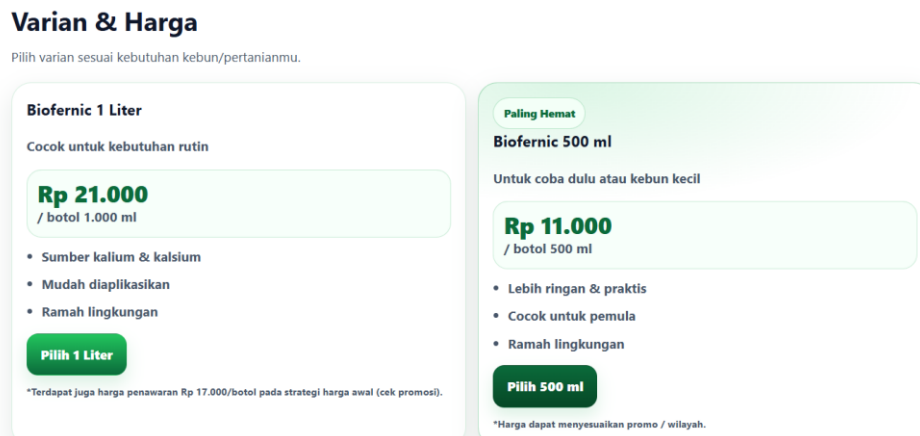 Varian & Harga
Pilih varian sesuai kebutuhan kebun/pertanianmu.
Biofernic 1 Liter
Cocok untuk kebutuhan rutin
Rp 21.000
/ botol 1.000 ml
• Sumber kalium & kalsium
• Mudah diaplikasikan
• Ramah lingkungan
Pilih 1 Liter
*Terdapat juga harga penawaran Rp 17.000/botol pada strategi harga awal (cek promosi).
Paling Hemat
Biofernic 500 ml
Untuk coba dulu atau kebun kecil
Rp 11.000
/ botol 500 ml
• Lebih ringan & praktis
• Cocok untuk pemula
• Ramah lingkungan
Pilih 500 ml
*Harga dapat menyesuaikan promo / wilayah.